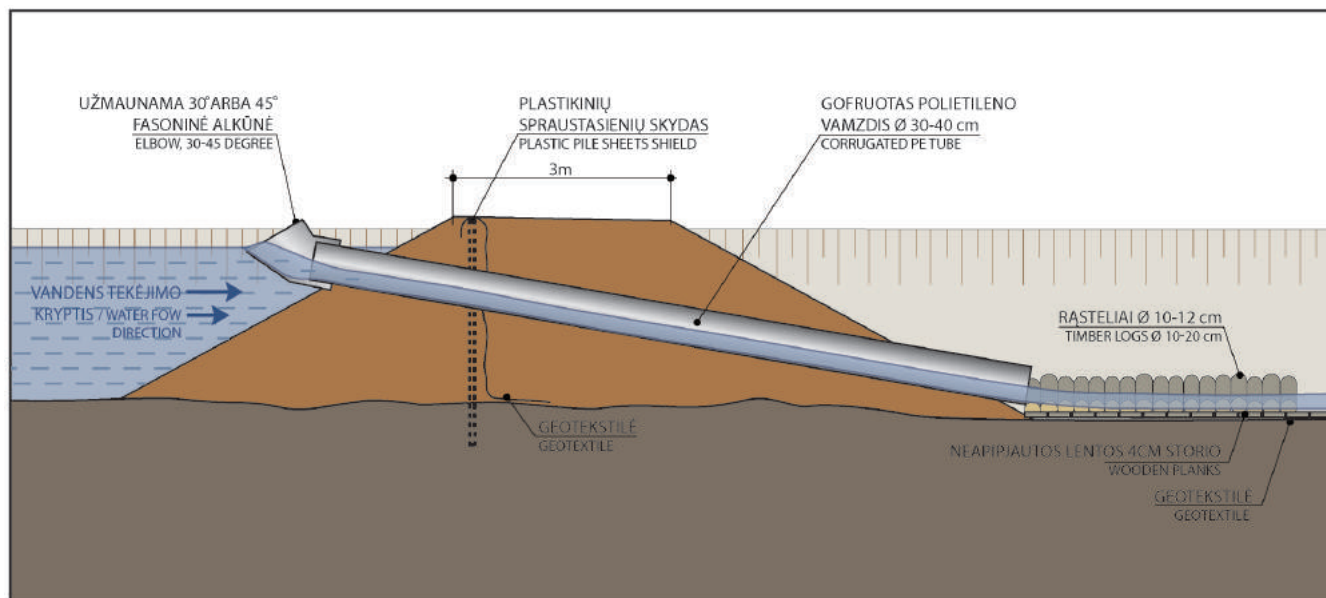 UŽMAUNAMA 30°ARBA 45°
FASONINĖ ALKŪNĖ
ELBOW, 30-45 DEGREE
PLASTIKINIŲ
SPRAUSTASIENIŲ SKYDAS
PLASTIC PILE SHEETS SHIELD
GOFRUOTAS POLIETILENO
VAMZDIS Ø 30-40 cm
CORRUGATED PE TUBE
3m
VANDENS TEKĖJIMO
KRYPTIS / WATER FOW
DIRECTION
RĄSTELIAI Ø 10-12 cm
TIMBER LOGS Ø 10-20 cm
GEOTEKSTILĖ
GEOTEXTILE
NEAPIPJAUTOS LENTOS 4CM STORIO
WOODEN PLANKS
GEOTEKSTILĖ
GEOTEXTILE